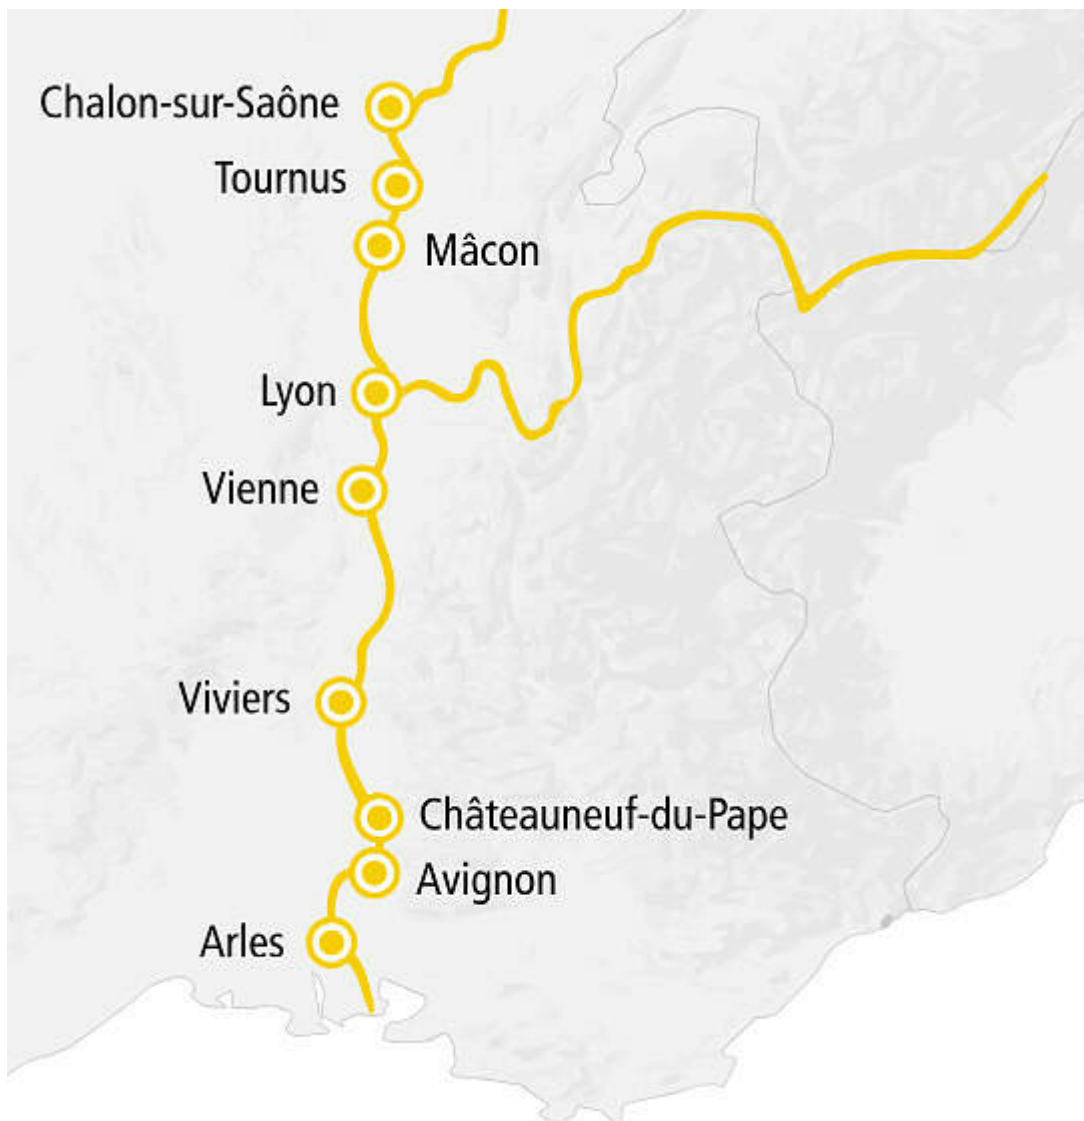 Chalon-sur-Saône
Tournus
Mâcon
Lyon
Vienne
Viviers
Châteauneuf-du-Pape
Avignon
Arles